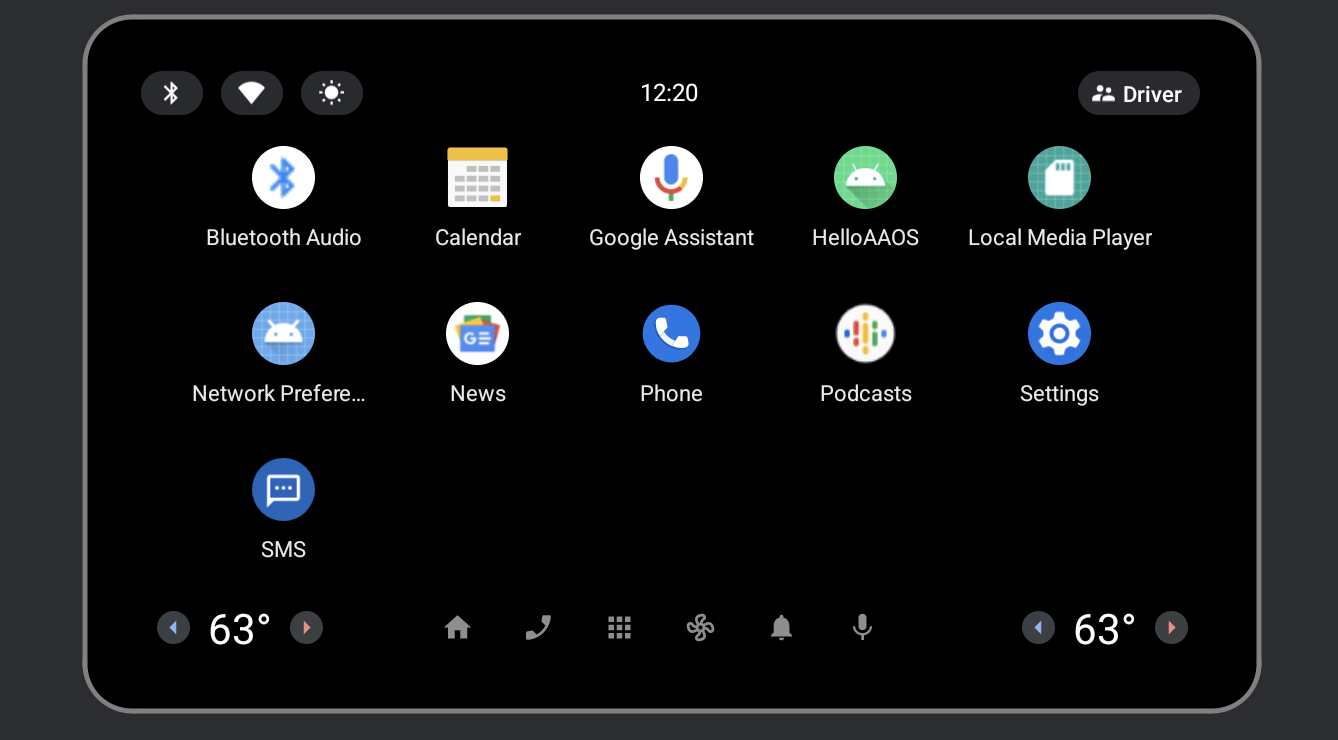 12:20
Driver
Bluetooth Audio
Calendar
Google Assistant
HelloAAOS
Local Media Player
Network Prefere...
News
Phone
Podcasts
Settings
SMS
63°
63°